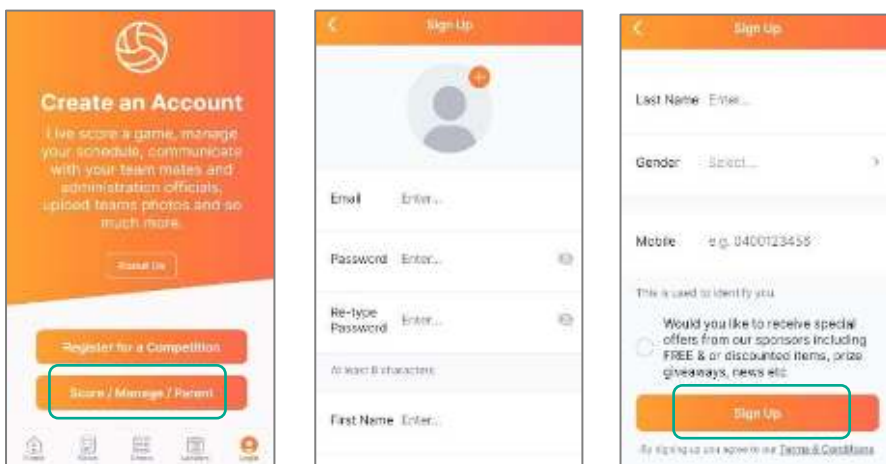 Create an Account
Live score a game, manage
your schedule, communicate
with your team mates and
administration officials,
upload teams photos and so
much more.
About Us
Register for a Competition
Score / Manage / Parent
Login
Sign Up
Email Enter...
Password Enter...
Re-type
Password Enter...
At least 8 characters
First Name Enter...
Sign Up
Last Name Enter...
Gender Select...
Mobile e.g. 0400123456
This is used to identify you
Would you like to receive special
offers from our sponsors including
FREE & or discounted items, prize
giveaways, news etc
Sign Up
By signing up you agree to our Terms & Conditions